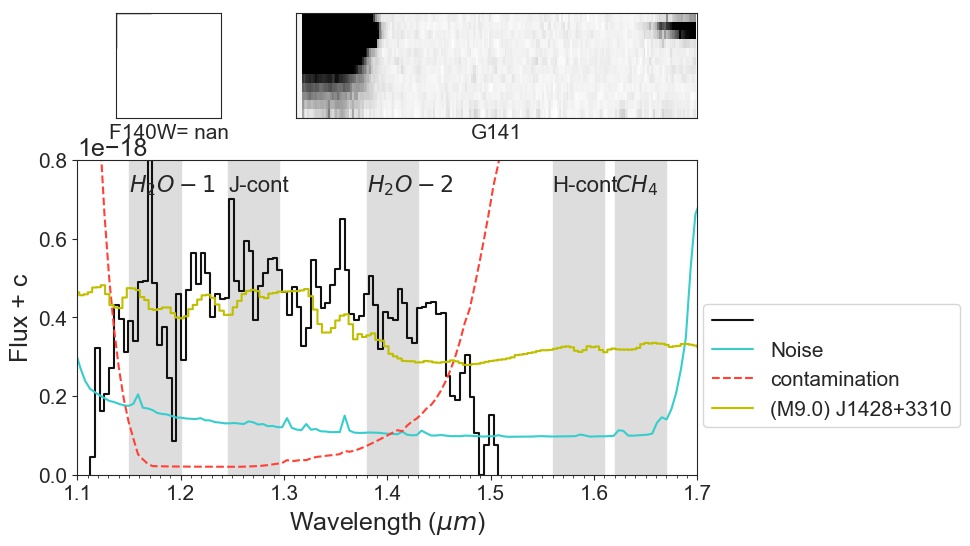 F140W= nan
G141
1e−18
H₂O − 1
J-cont
H₂O − 2
H-cont
CH₄
0.8
0.6
0.4
0.2
0.0
Flux + c
1.1
1.2
1.3
1.4
1.5
1.6
1.7
Wavelength (μm)
Noise
contamination
(M9.0) J1428+3310